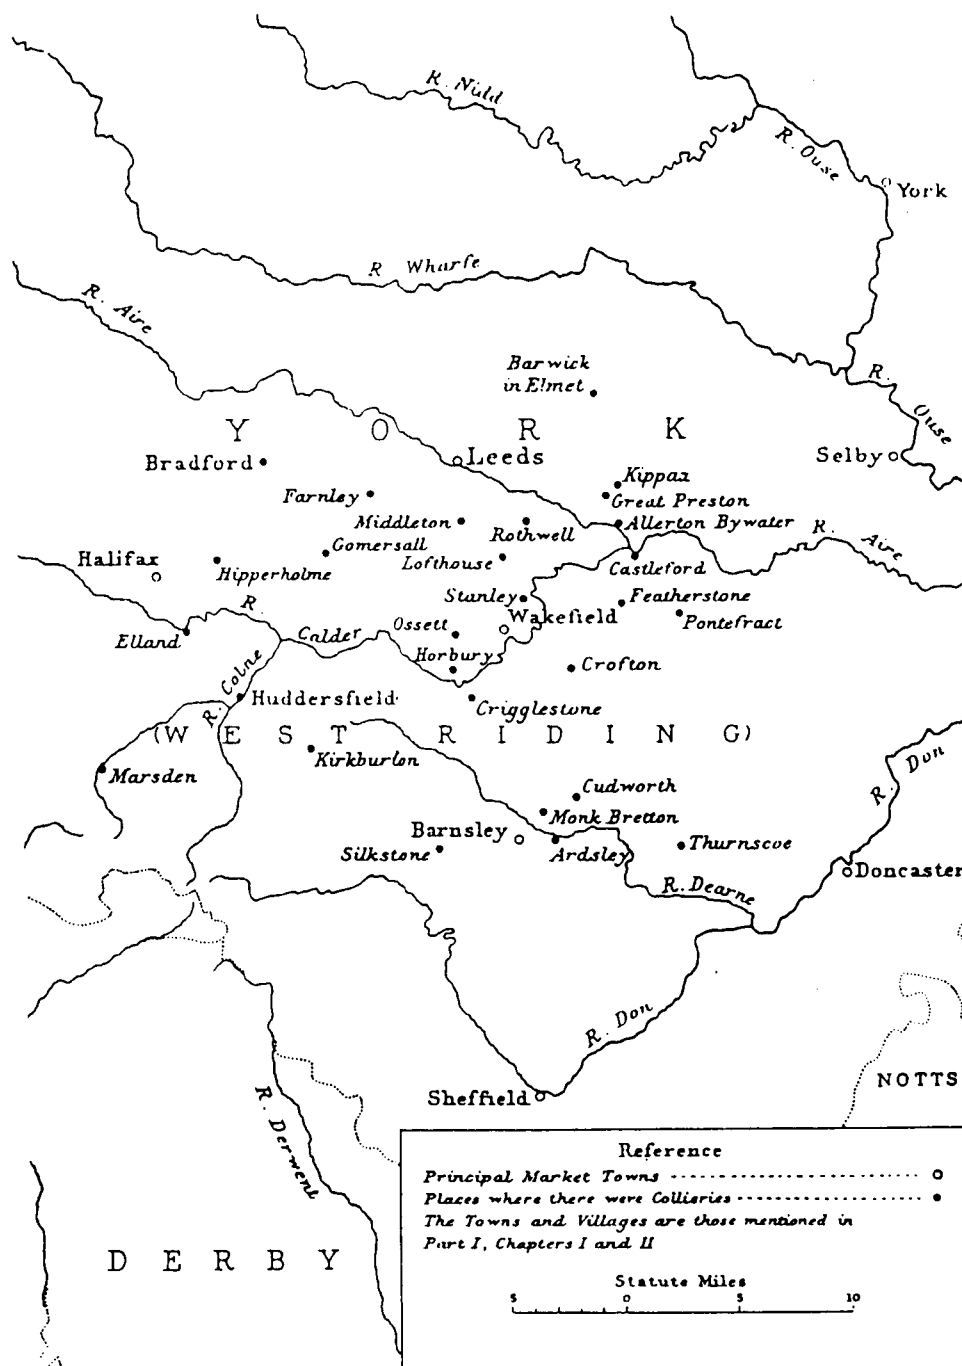 R. Nidd
R. Ouse
York
R Wharfe
R. Aire
Barwick
in Elmet
R.
Ouse
Y O R K
Bradford
Leeds
Selby
Kippax
Great Preston
Farnley
Middleton
Rothwell
Allerton Bywater
R. Aire
Gomersall
Halifax
Hipperholme
Lofthouse
Castleford
Stanley
Featherstone
R. Calder
Ossett
Wakefield
Pontefract
Elland
Horbury
Crofton
R. Colne
Huddersfield
Crigglestone
(W E S T R I D I N G)
Kirkburton
Marsden
R. Don
Cudworth
Monk Bretton
Barnsley
Silkstone
Ardsley
Thurnscoe
Doncaster
R. Dearne
R. Don
NOTTS
Sheffield
R. Derwent
D E R B Y
Reference
Principal Market Towns
Places where there were Collieries
The Towns and Villages are those mentioned in
Part I, Chapters I and II
Statute Miles
5 0 5 10